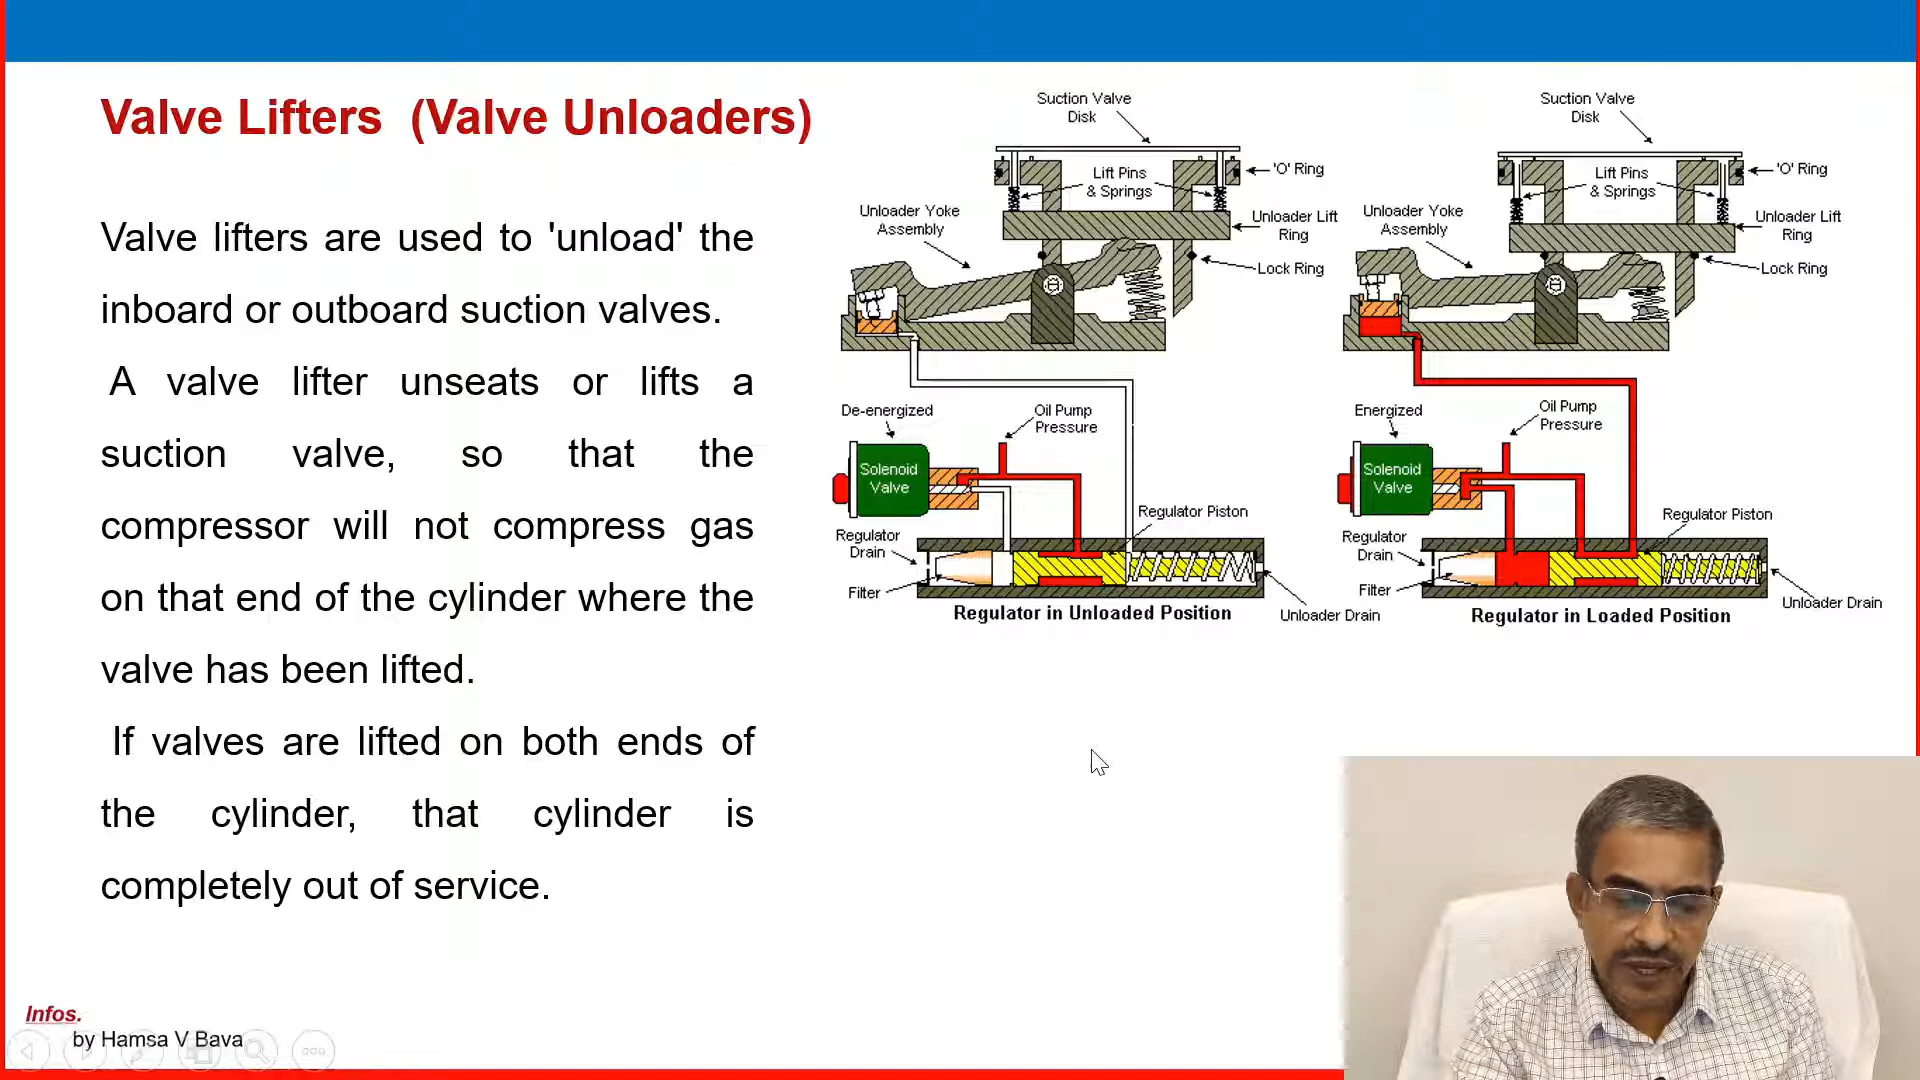 Valve Lifters (Valve Unloaders)
Valve lifters are used to 'unload' the
inboard or outboard suction valves.
A valve lifter unseats or lifts a
suction valve, so that the
compressor will not compress gas
on that end of the cylinder where the
valve has been lifted.
If valves are lifted on both ends of
the cylinder, that cylinder is
completely out of service.
Suction Valve
Disk
'O' Ring
Lift Pins
& Springs
Unloader Yoke
Assembly
Unloader Lift
Ring
Lock Ring
De-energized
Oil Pump
Pressure
Solenoid
Valve
Regulator Piston
Regulator
Drain
Filter
Regulator in Unloaded Position
Unloader Drain
Suction Valve
Disk
'O' Ring
Lift Pins
& Springs
Unloader Yoke
Assembly
Unloader Lift
Ring
Lock Ring
Energized
Oil Pump
Pressure
Solenoid
Valve
Regulator Piston
Regulator
Drain
Filter
Regulator in Loaded Position
Unloader Drain
Infos.
by Hamsa V Bava